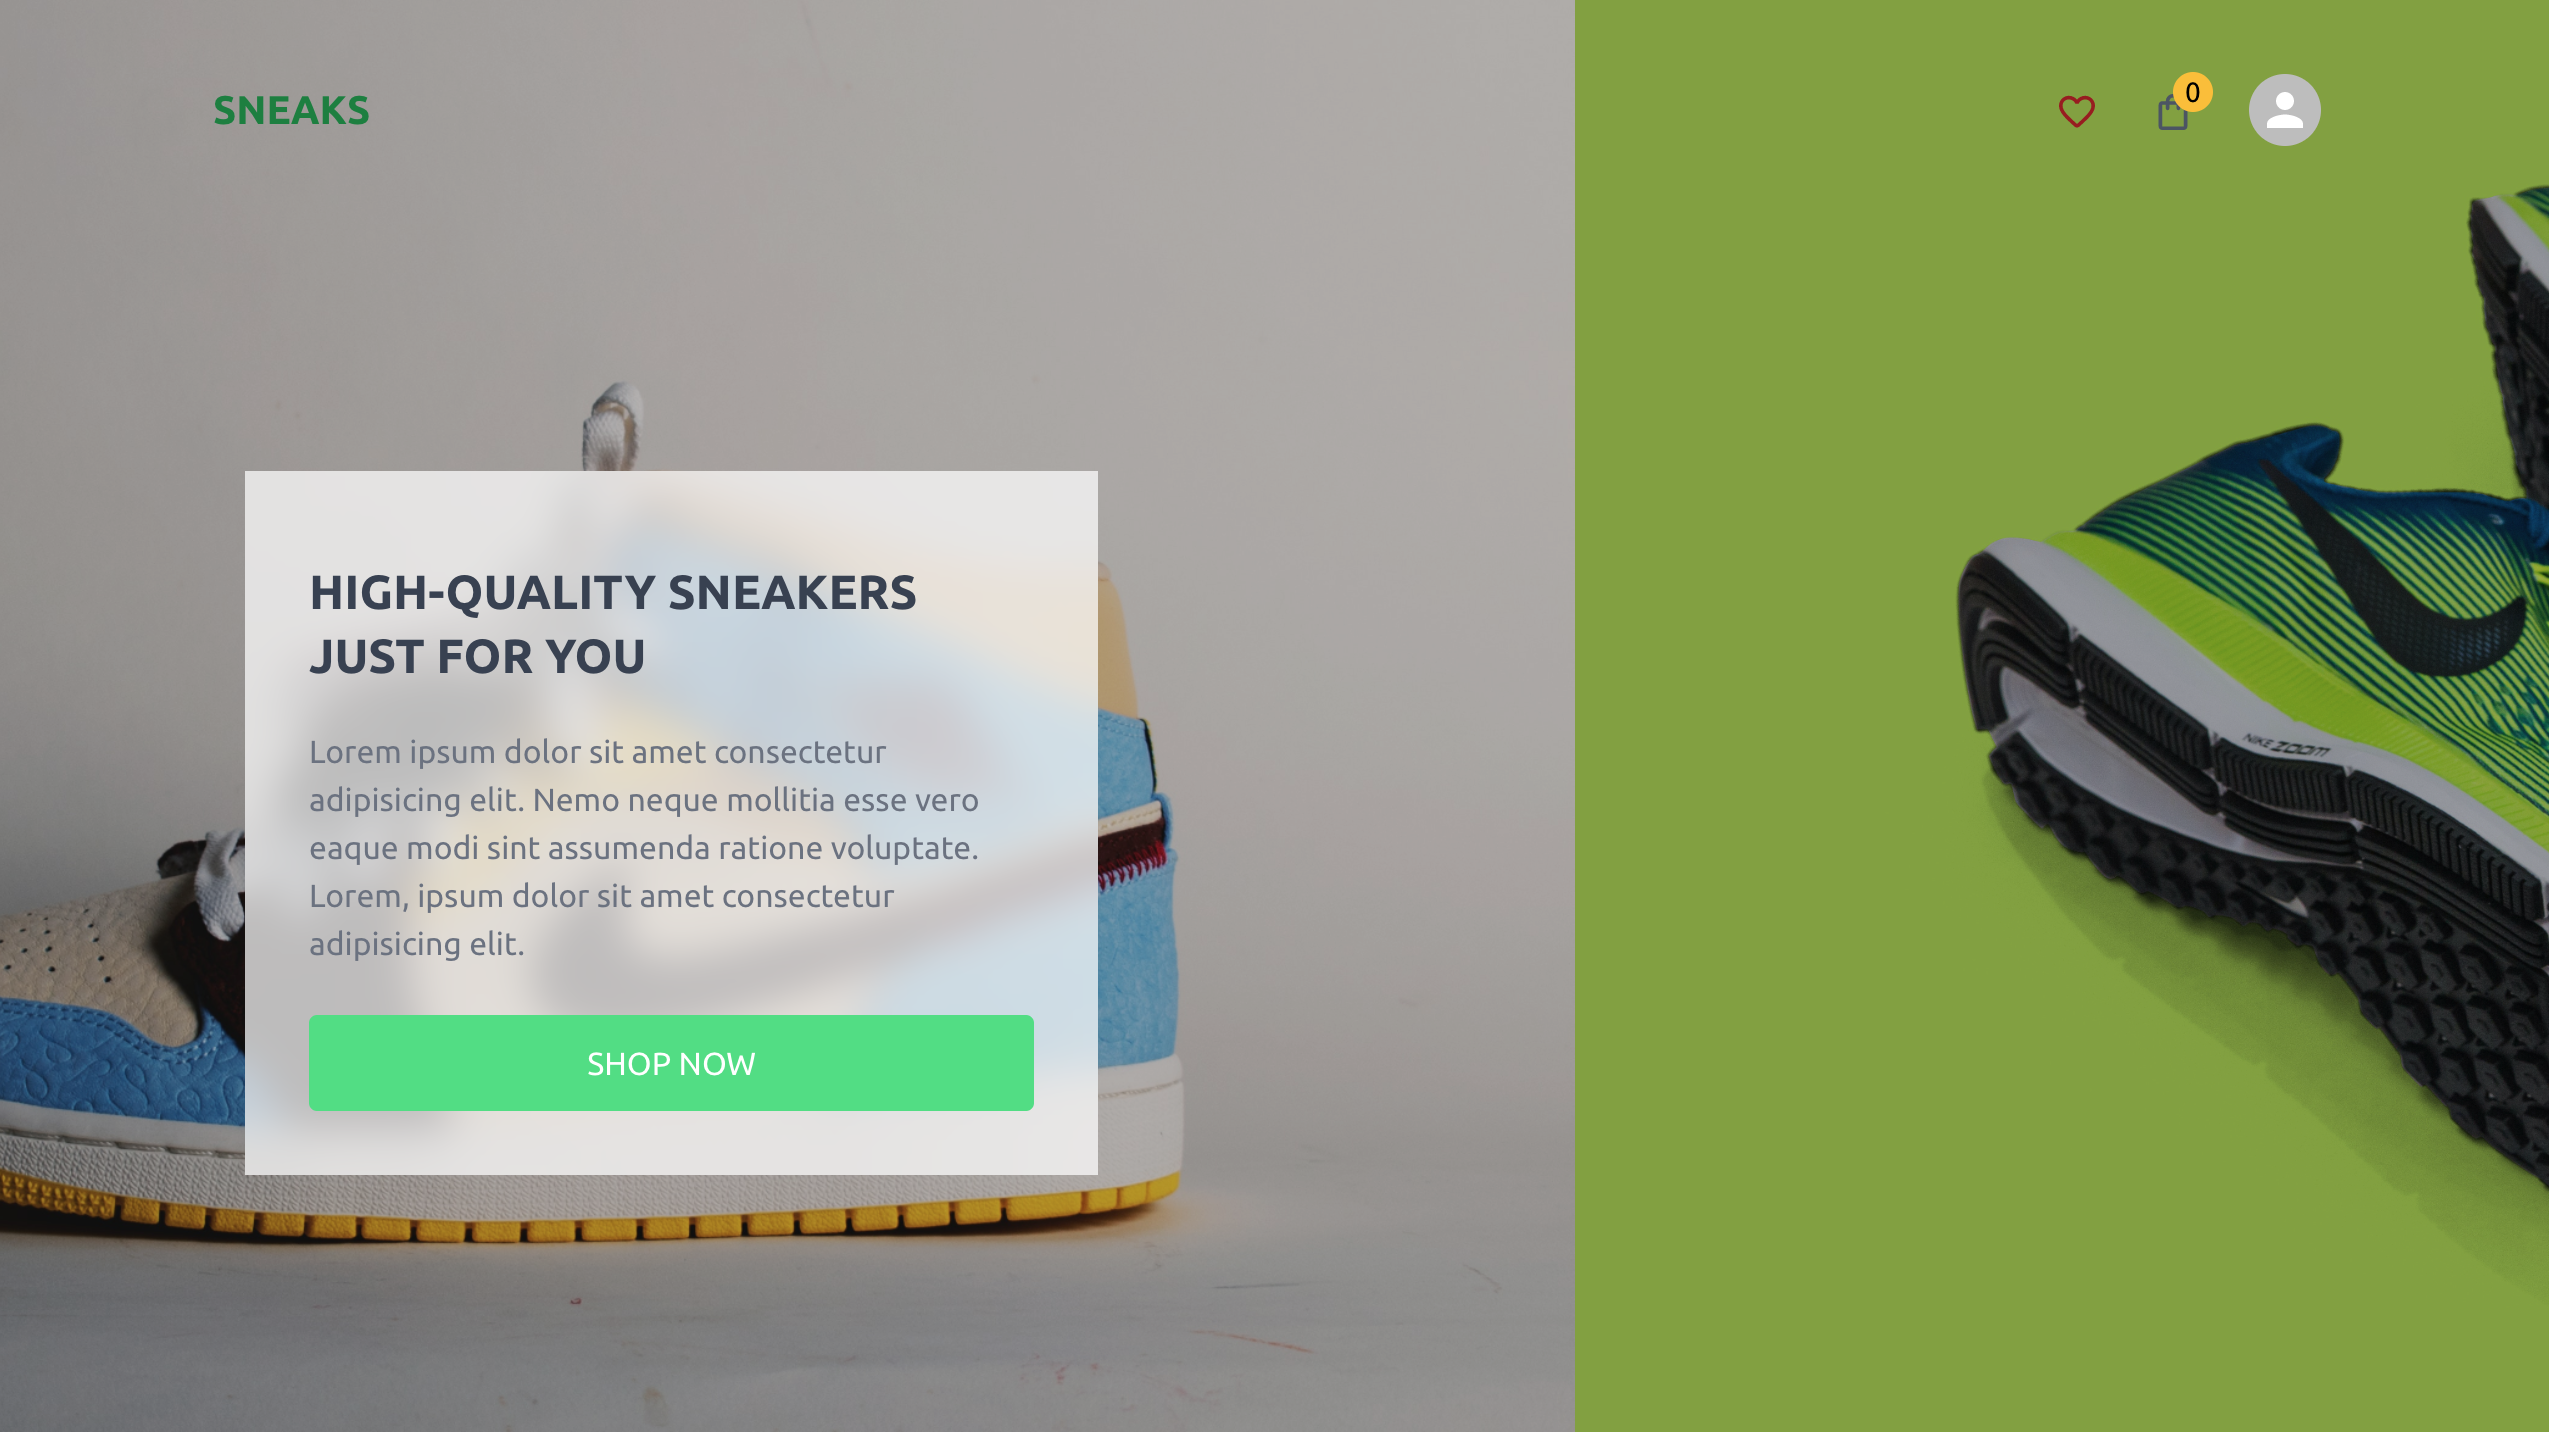 SNEAKS
0
HIGH-QUALITY SNEAKERS
JUST FOR YOU
Lorem ipsum dolor sit amet consectetur
adipisicing elit. Nemo neque mollitia esse vero
eaque modi sint assumenda ratione voluptate.
Lorem, ipsum dolor sit amet consectetur
adipisicing elit.
SHOP NOW
NIKE ZOOM